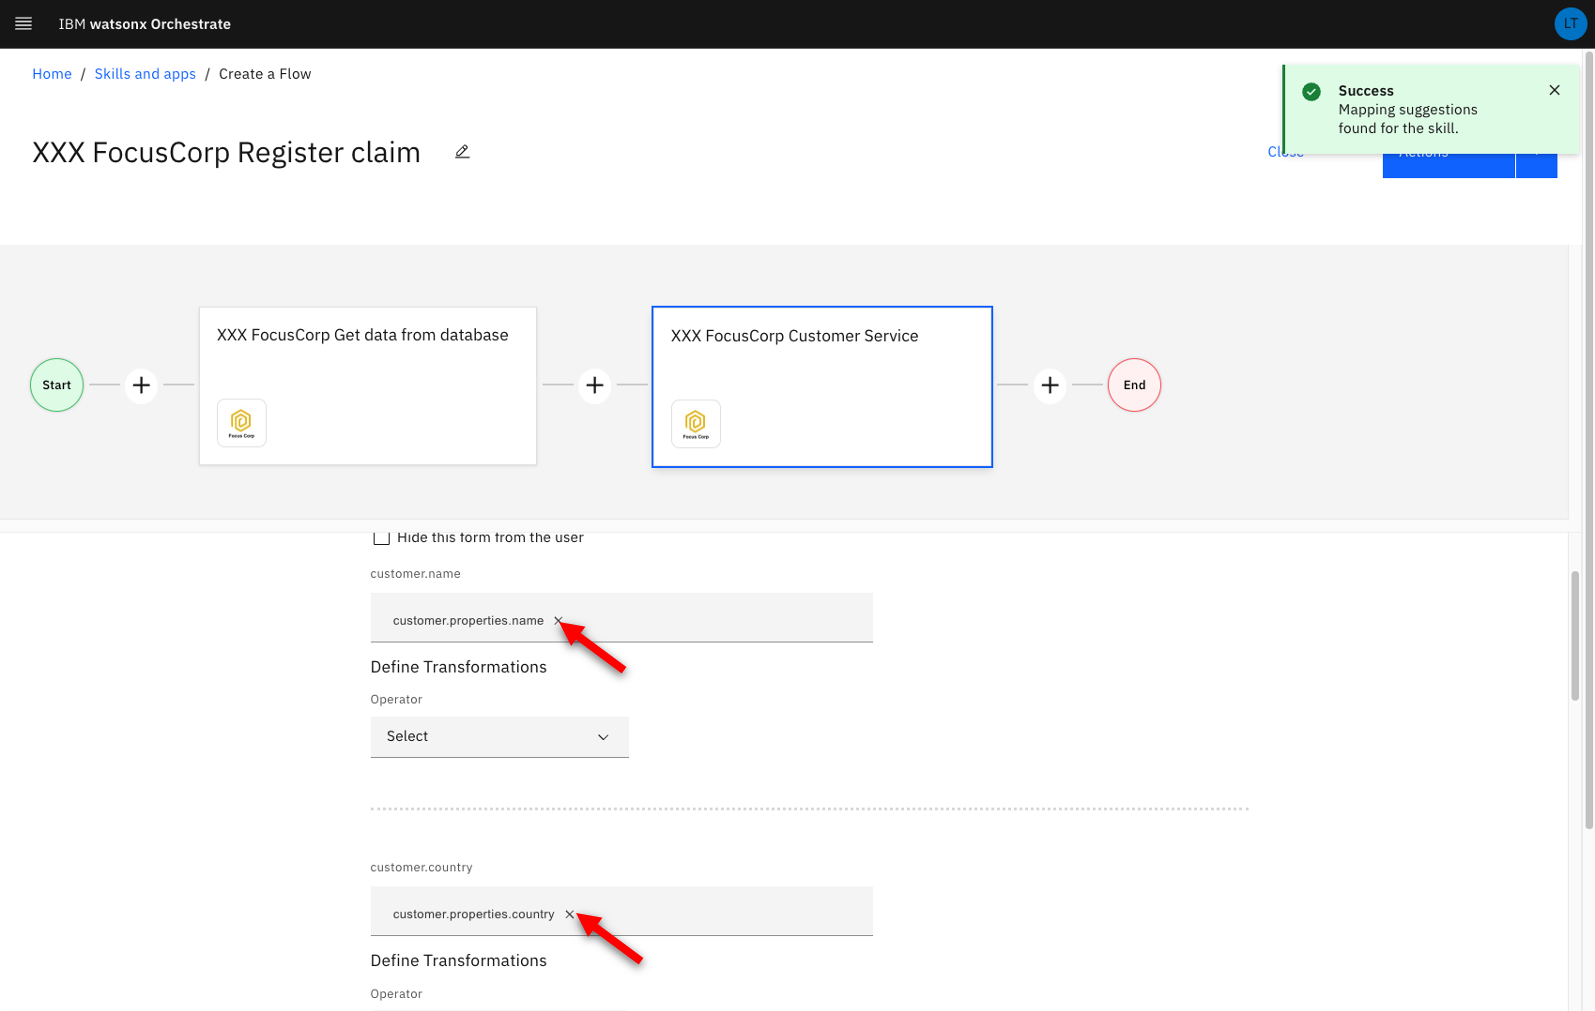 IBM watsonx Orchestrate
LT
Home / Skills and apps / Create a Flow
Success
Mapping suggestions
found for the skill.
XXX FocusCorp Register claim
Close
Actions
XXX FocusCorp Get data from database
XXX FocusCorp Customer Service
Start
End
Focus Corp
Focus Corp
Hide this form from the user
customer.name
customer.properties.name
Define Transformations
Operator
Select
customer.country
customer.properties.country
Define Transformations
Operator